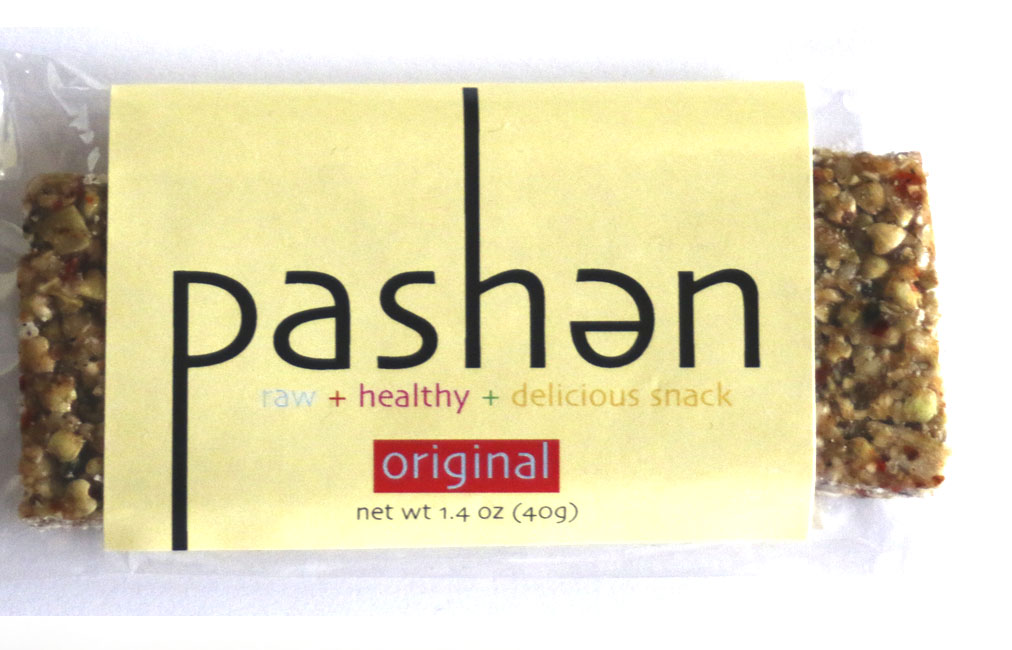 pashən
raw + healthy + delicious snack
original
net wt 1.4 oz (40g)